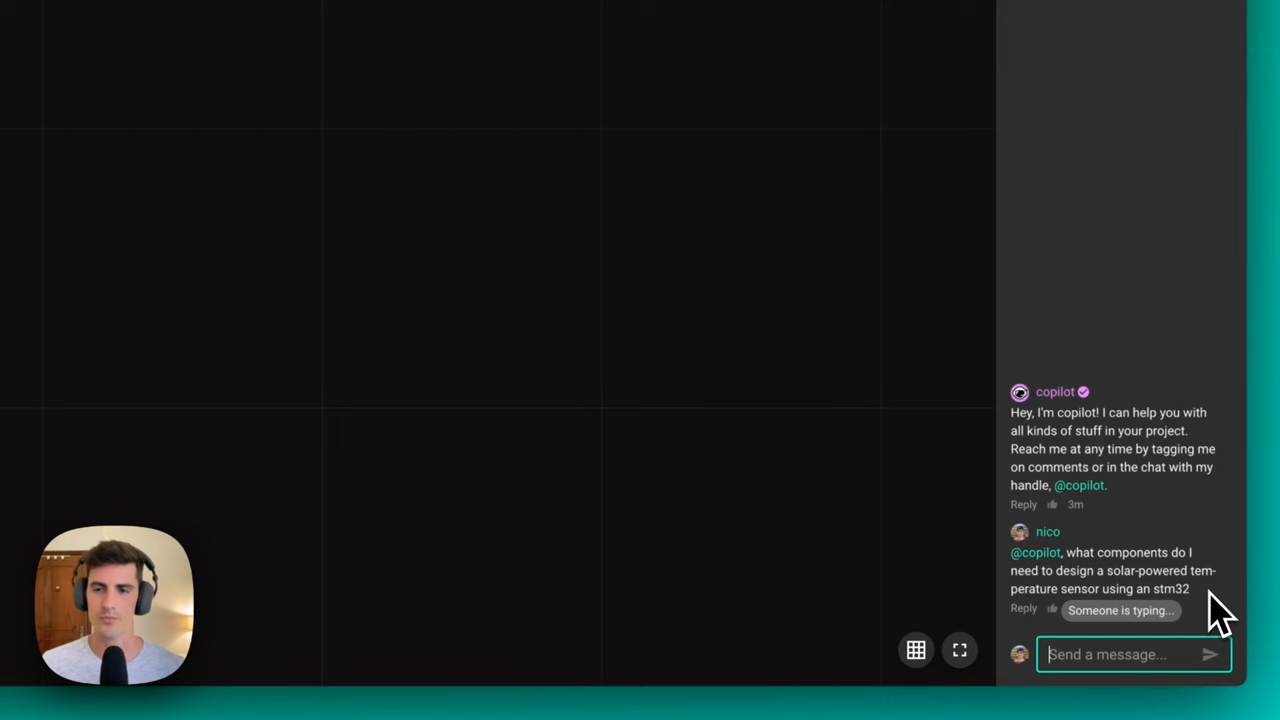 copilot
Hey, I'm copilot! I can help you with
all kinds of stuff in your project.
Reach me at any time by tagging me
on comments or in the chat with my
handle, @copilot.
Reply 3m
nico
@copilot, what components do I
need to design a solar-powered tem-
perature sensor using an stm32
Reply Someone is typing...
Send a message...